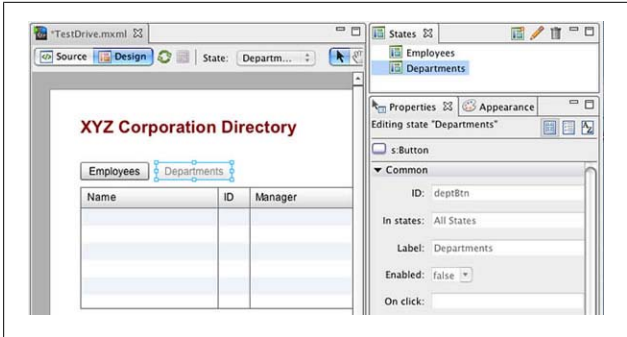 *TestDrive.mxml
Source Design State: Departm...
XYZ Corporation Directory
Employees Departments
Name ID Manager
States
Employees
Departments
Properties Appearance
Editing state "Departments"
s:Button
Common
ID: deptBtn
In states: All States
Label: Departments
Enabled: false
On click: